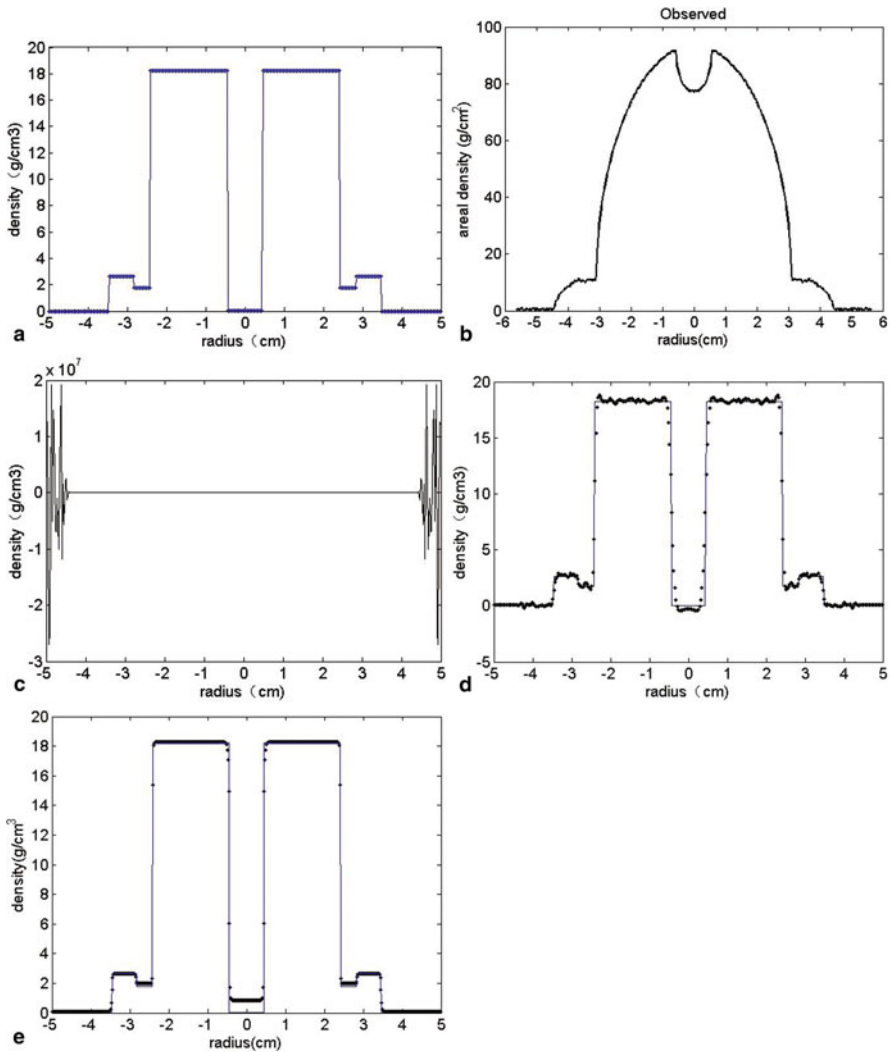 20
18
16
14
12
10
8
6
4
2
0
density (g/cm3)
-5 -4 -3 -2 -1 0 1 2 3 4 5
radius (cm)
a
Observed
100
80
60
40
20
0
areal density (g/cm²)
-6 -5 -4 -3 -2 -1 0 1 2 3 4 5 6
radius(cm)
b
2 x 10⁷
1
0
-1
-2
-3
density (g/cm3)
-5 -4 -3 -2 -1 0 1 2 3 4 5
radius (cm)
c
20
15
10
5
0
-5
density (g/cm3)
-5 -4 -3 -2 -1 0 1 2 3 4 5
radius (cm)
d
20
18
16
14
12
10
8
6
4
2
0
density(g/cm³
-5 -4 -3 -2 -1 0 1 2 3 4 5
radius(cm)
e